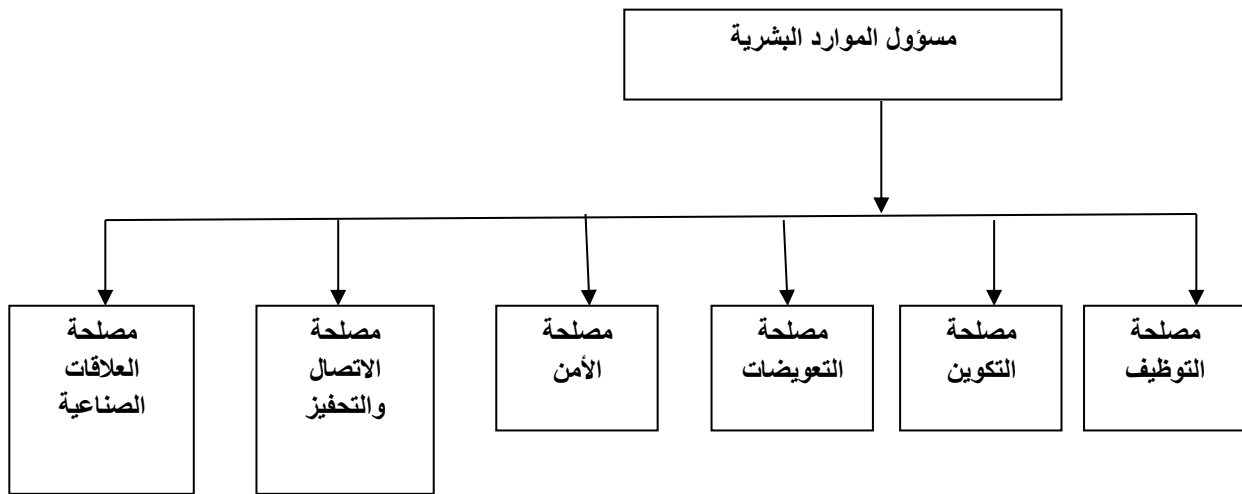 مسؤول الموارد البشرية
مصلحة
التوظيف
مصلحة
التكوين
مصلحة
التعويضات
مصلحة
الأمن
مصلحة
الاتصال
والتحفيز
مصلحة
العلاقات
الصناعية